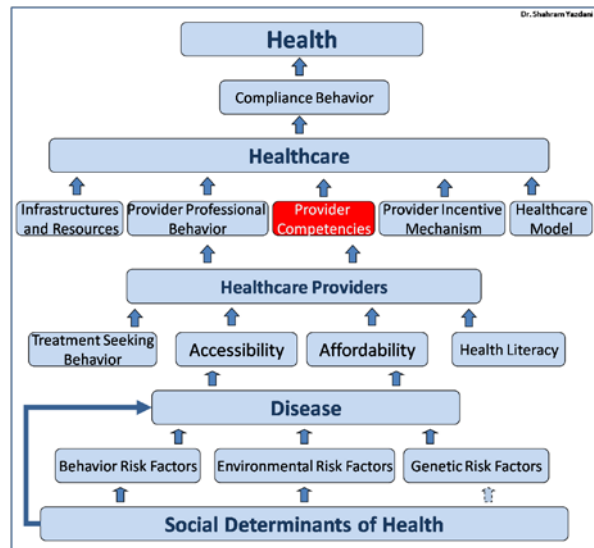 Dr. Shahram Yazdani
Health
Compliance Behavior
Healthcare
Infrastructures
and Resources
Provider Professional
Behavior
Provider
Competencies
Provider Incentive
Mechanism
Healthcare
Model
Healthcare Providers
Treatment Seeking
Behavior
Accessibility
Affordability
Health Literacy
Disease
Behavior Risk Factors
Environmental Risk Factors
Genetic Risk Factors
Social Determinants of Health